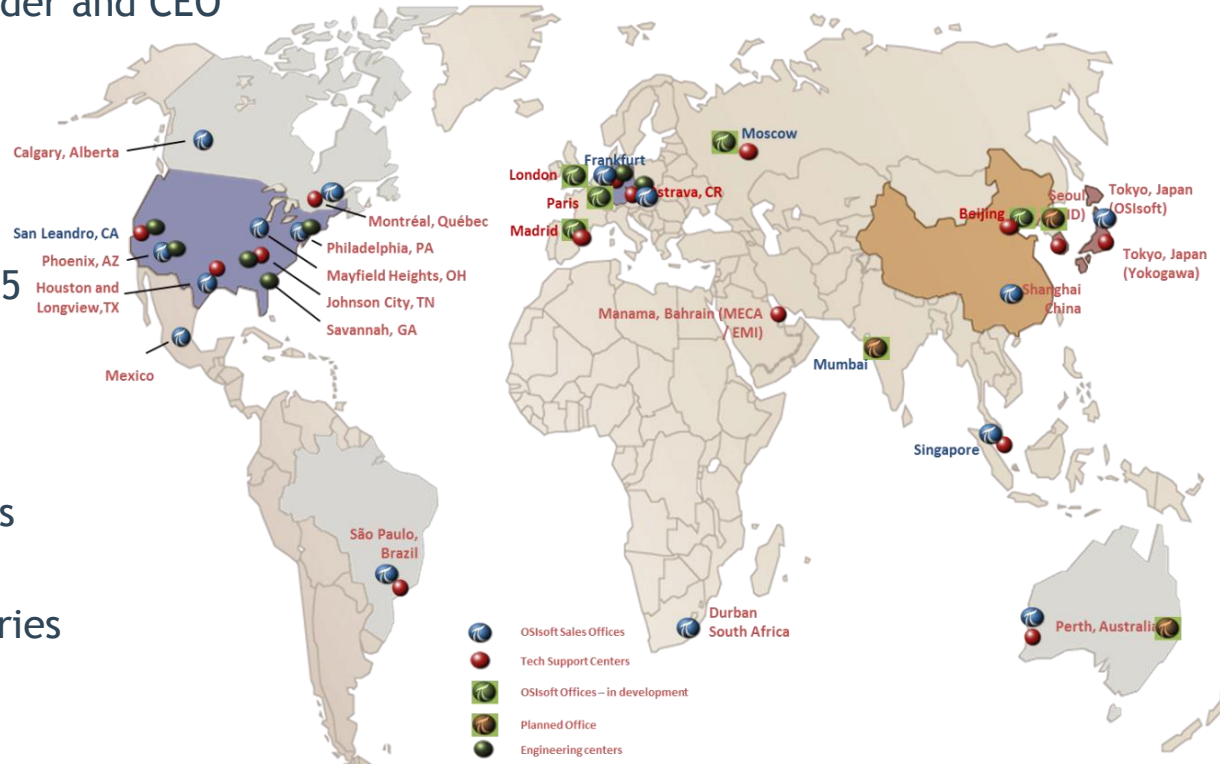 der and CEO
5
s
ries
Calgary, Alberta
San Leandro, CA
Phoenix, AZ
Houston and
Longview,TX
Mexico
Montréal, Québec
Philadelphia, PA
Mayfield Heights, OH
Johnson City, TN
Savannah, GA
São Paulo,
Brazil
London
Paris
Madrid
Frankfurt
strava, CR
Moscow
Manama, Bahrain (MECA
/ EMI)
Mumbai
Durban
South Africa
Singapore
Beijing
Seoul
ID)
Tokyo, Japan
(OSIsoft)
Tokyo, Japan
(Yokogawa)
Shanghai
China
Perth, Australia
OSIsoft Sales Offices
Tech Support Centers
OSIsoft Offices – in development
Planned Office
Engineering centers